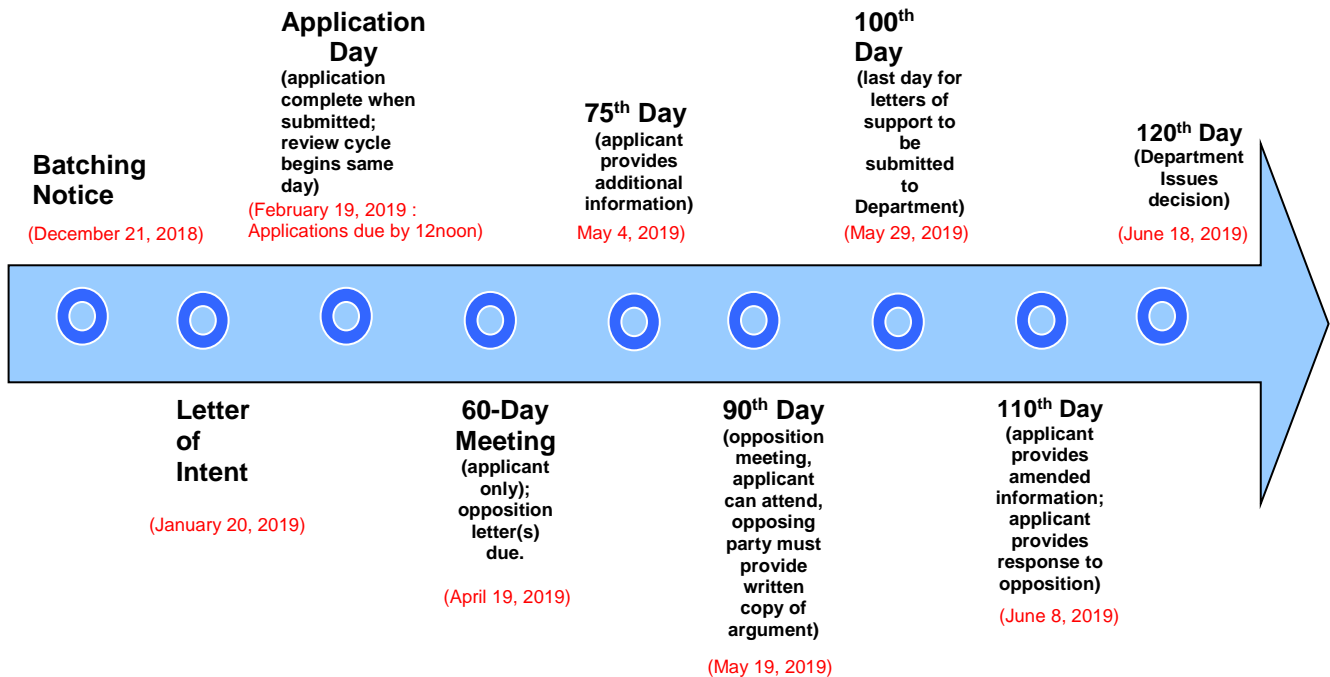 Batching
Notice
(December 21, 2018)
Letter
of
Intent
(January 20, 2019)
Application
Day
(application
complete when
submitted;
review cycle
begins same
day)
(February 19, 2019 :
Applications due by 12noon)
60-Day
Meeting
(applicant
only);
opposition
letter(s)
due.
(April 19, 2019)
75th Day
(applicant
provides
additional
information)
May 4, 2019)
90th Day
(opposition
meeting,
applicant
can attend,
opposing
party must
provide
written
copy of
argument)
(May 19, 2019)
100th
Day
(last day for
letters of
support to
be
submitted
to
Department)
(May 29, 2019)
110th Day
(applicant
provides
amended
information;
applicant
provides
response to
opposition)
(June 8, 2019)
120th Day
(Department
Issues
decision)
(June 18, 2019)